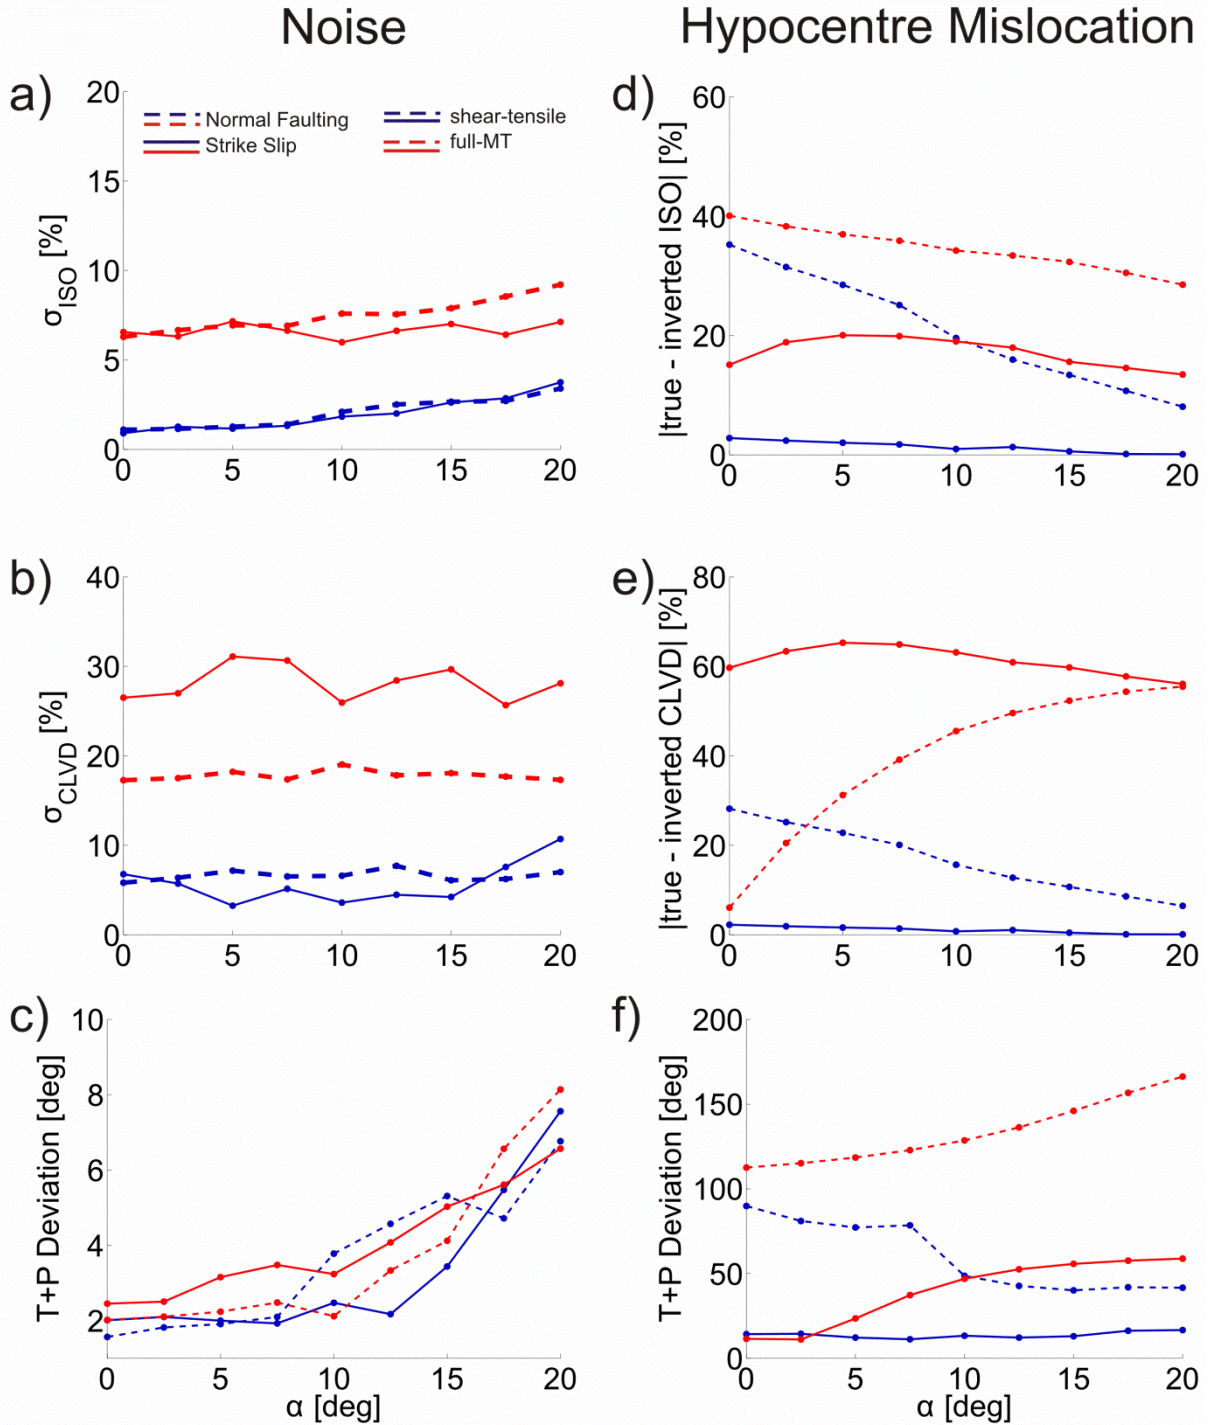 Noise
Hypocentre Mislocation
a)
σISO [%]
20
15
10
5
0
0 5 10 15 20
Normal Faulting
Strike Slip
shear-tensile
full-MT
d)
|true - inverted ISO| [%]
60
40
20
0
0 5 10 15 20
b)
σCLVD [%]
40
30
20
10
0
0 5 10 15 20
e)
|true - inverted CLVD| [%]
80
60
40
20
0
0 5 10 15 20
c)
T+P Deviation [deg]
10
8
6
4
2
0 5 10 15 20
α [deg]
f)
T+P Deviation [deg]
200
150
100
50
0
0 5 10 15 20
α [deg]